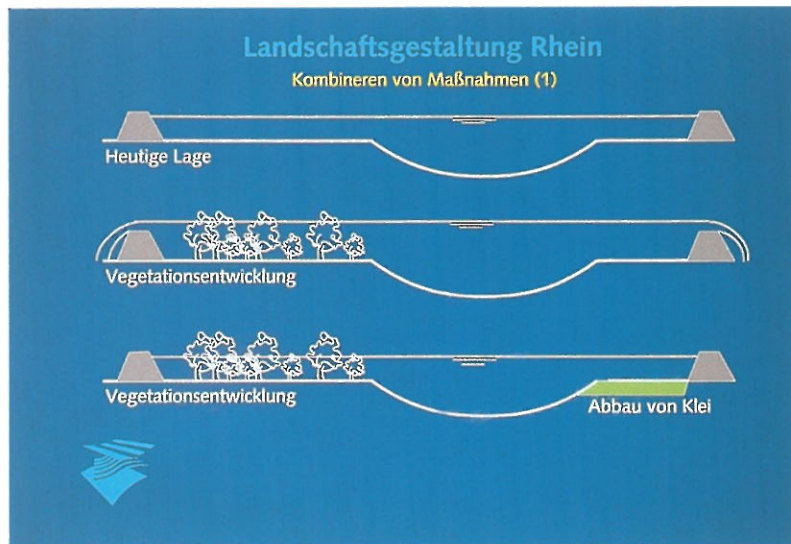 Landschaftsgestaltung Rhein
Kombineren von Maßnahmen (1)
Heutige Lage
Vegetationsentwicklung
Vegetationsentwicklung
Abbau von Klei